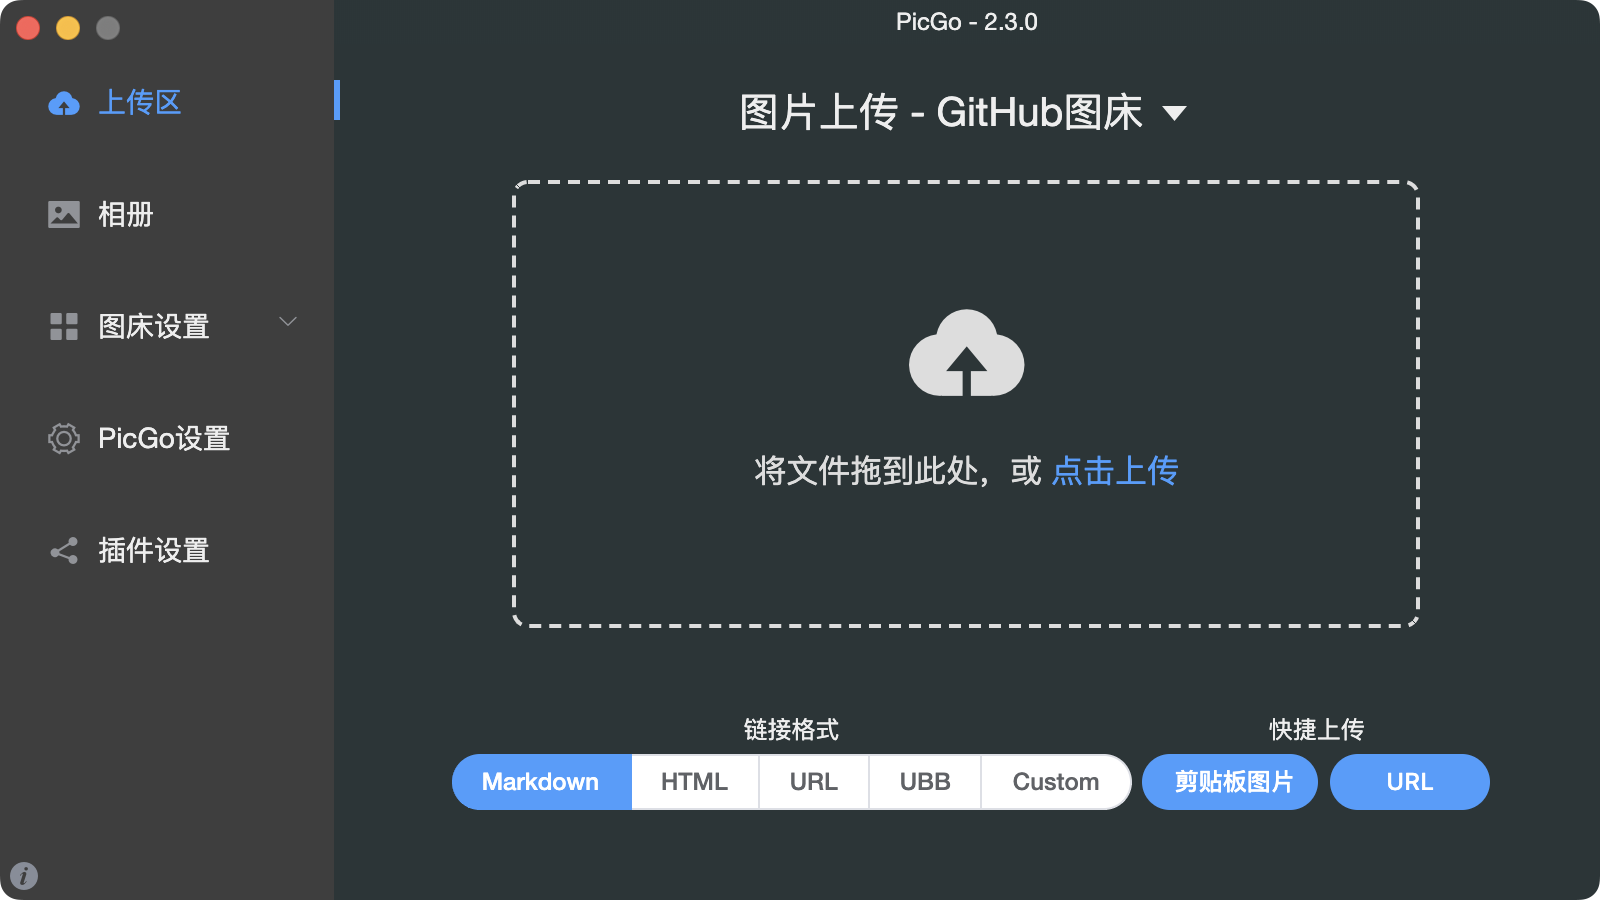 PicGo - 2.3.0
上传区
相册
图床设置
PicGo设置
插件设置
图片上传 - GitHub图床
将文件拖到此处，或 点击上传
链接格式
Markdown HTML URL UBB Custom
快捷上传
剪贴板图片 URL
i